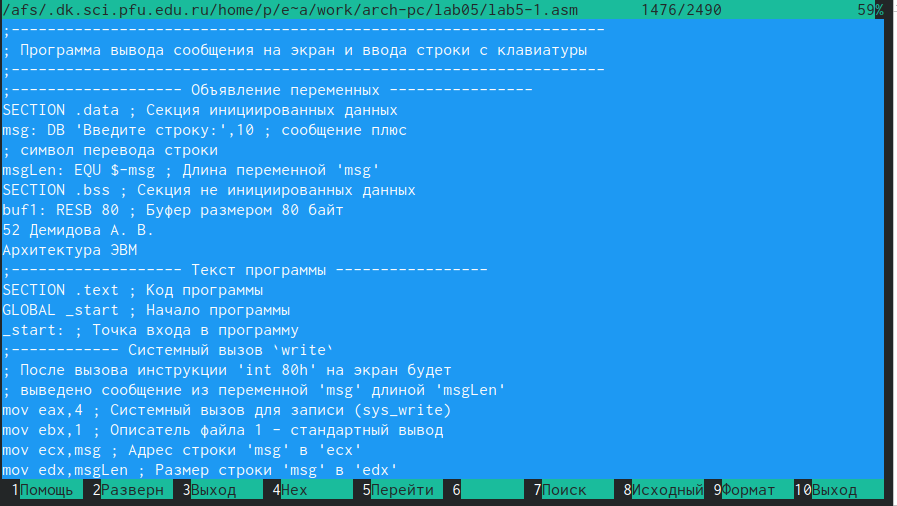 /afs/.dk.sci.pfu.edu.ru/home/p/e~a/work/arch-pc/lab05/lab5-1.asm 1476/2490 59%
;------------------------------------------------------------------
; Программа вывода сообщения на экран и ввода строки с клавиатуры
;------------------------------------------------------------------
;------------------- Объявление переменных ----------------
SECTION .data ; Секция инициированных данных
msg: DB 'Введите строку:',10 ; сообщение плюс
; символ перевода строки
msgLen: EQU $-msg ; Длина переменной 'msg'
SECTION .bss ; Секция не инициированных данных
buf1: RESB 80 ; Буфер размером 80 байт
52 Демидова А. В.
Архитектура ЭВМ
;------------------- Текст программы -----------------
SECTION .text ; Код программы
GLOBAL _start ; Начало программы
_start: ; Точка входа в программу
;------------ Системный вызов `write`
; После вызова инструкции 'int 80h' на экран будет
; выведено сообщение из переменной 'msg' длиной 'msgLen'
mov eax,4 ; Системный вызов для записи (sys_write)
mov ebx,1 ; Описатель файла 1 - стандартный вывод
mov ecx,msg ; Адрес строки 'msg' в 'ecx'
mov edx,msgLen ; Размер строки 'msg' в 'edx'
1Помощь 2Разверн 3Выход 4Hex 5Перейти 6 7Поиск 8Исходный 9Формат 10Выход